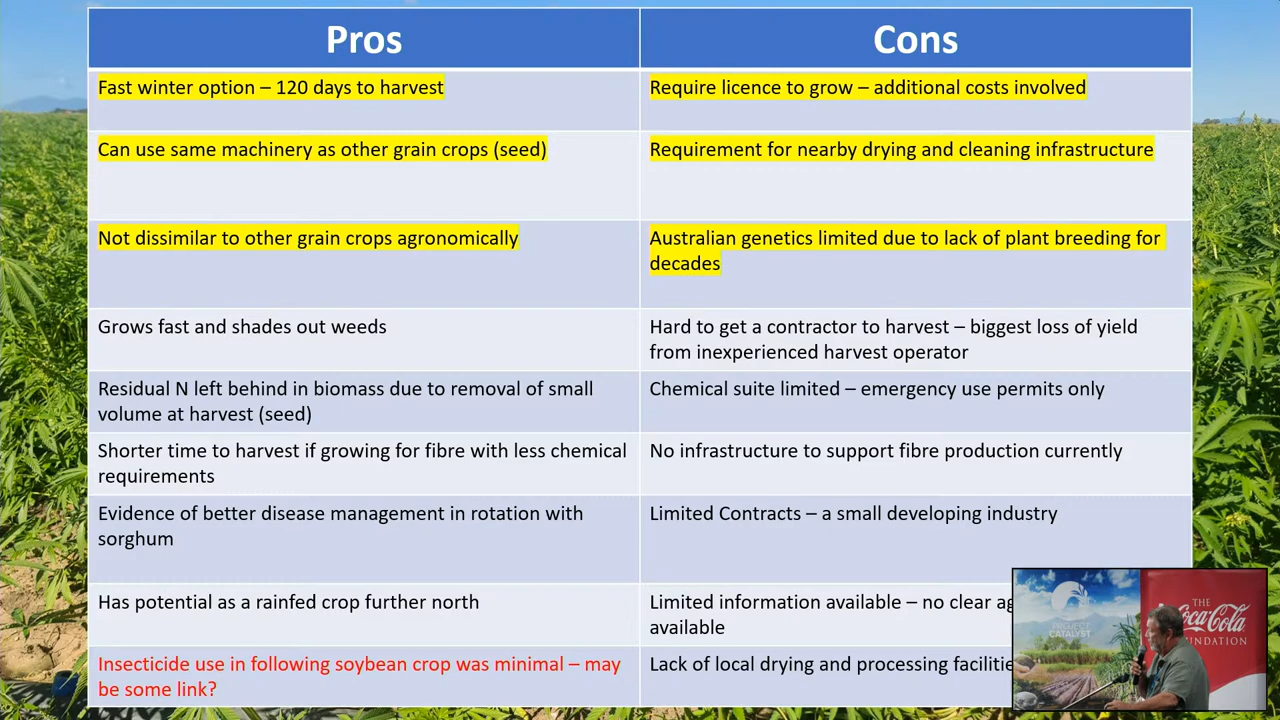 Pros
Cons
Fast winter option – 120 days to harvest
Require licence to grow – additional costs involved
Can use same machinery as other grain crops (seed)
Requirement for nearby drying and cleaning infrastructure
Not dissimilar to other grain crops agronomically
Australian genetics limited due to lack of plant breeding for
decades
Grows fast and shades out weeds
Hard to get a contractor to harvest – biggest loss of yield
from inexperienced harvest operator
Residual N left behind in biomass due to removal of small
volume at harvest (seed)
Chemical suite limited – emergency use permits only
Shorter time to harvest if growing for fibre with less chemical
requirements
No infrastructure to support fibre production currently
Evidence of better disease management in rotation with
sorghum
Limited Contracts – a small developing industry
Has potential as a rainfed crop further north
Limited information available – no clear
available
Insecticide use in following soybean crop was minimal – may
be some link?
Lack of local drying and processing
PROJECT
CATALYST
THE
Coca-Cola